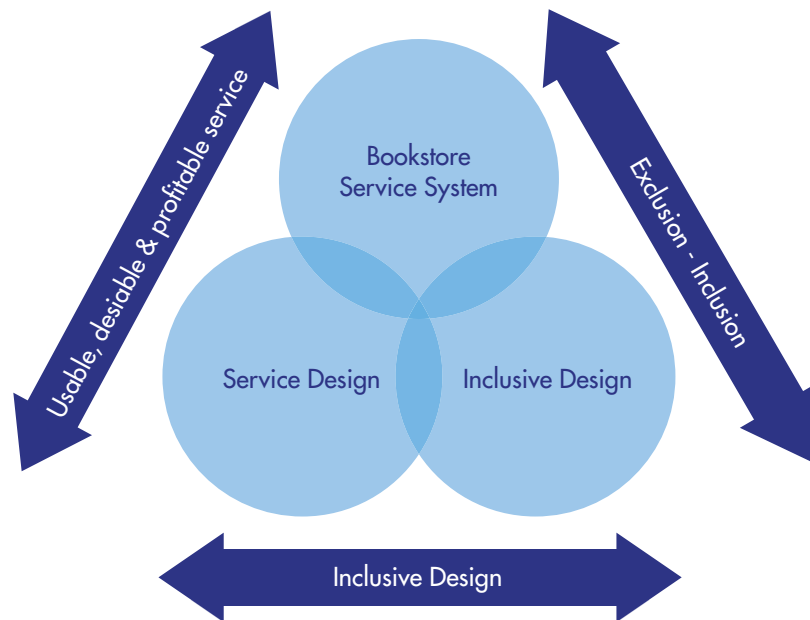 Usable, desiable & profitable service
Bookstore
Service System
Exclusion - Inclusion
Service Design
Inclusive Design
Inclusive Design